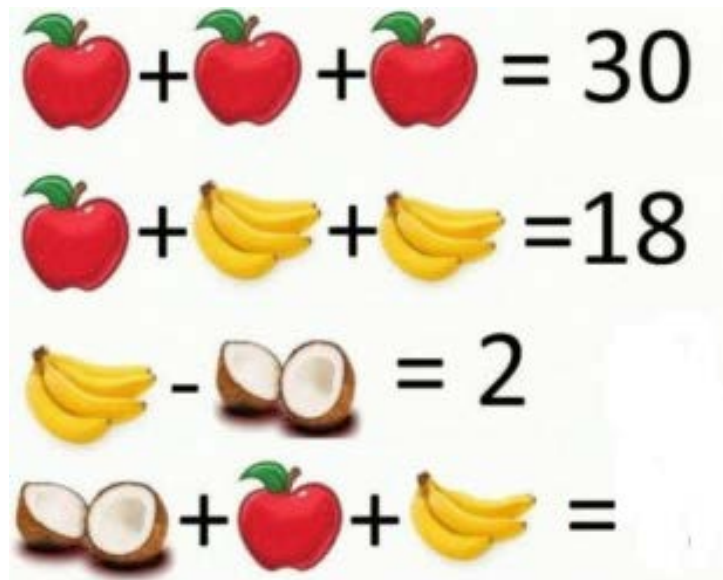 + + = 30
+ + =18
- = 2
+ + =